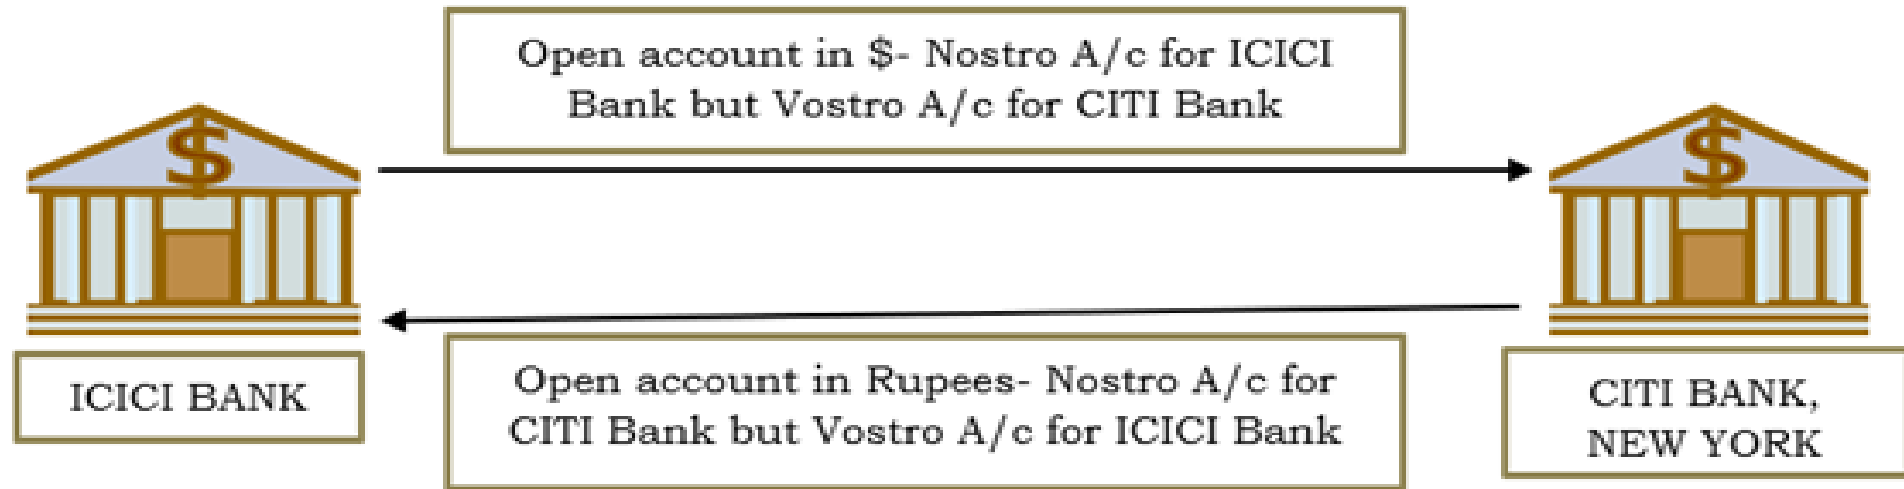 Open account in $- Nostro A/c for ICICI
Bank but Vostro A/c for CITI Bank
$
$
ICICI BANK
Open account in Rupees- Nostro A/c for
CITI Bank but Vostro A/c for ICICI Bank
CITI BANK,
NEW YORK